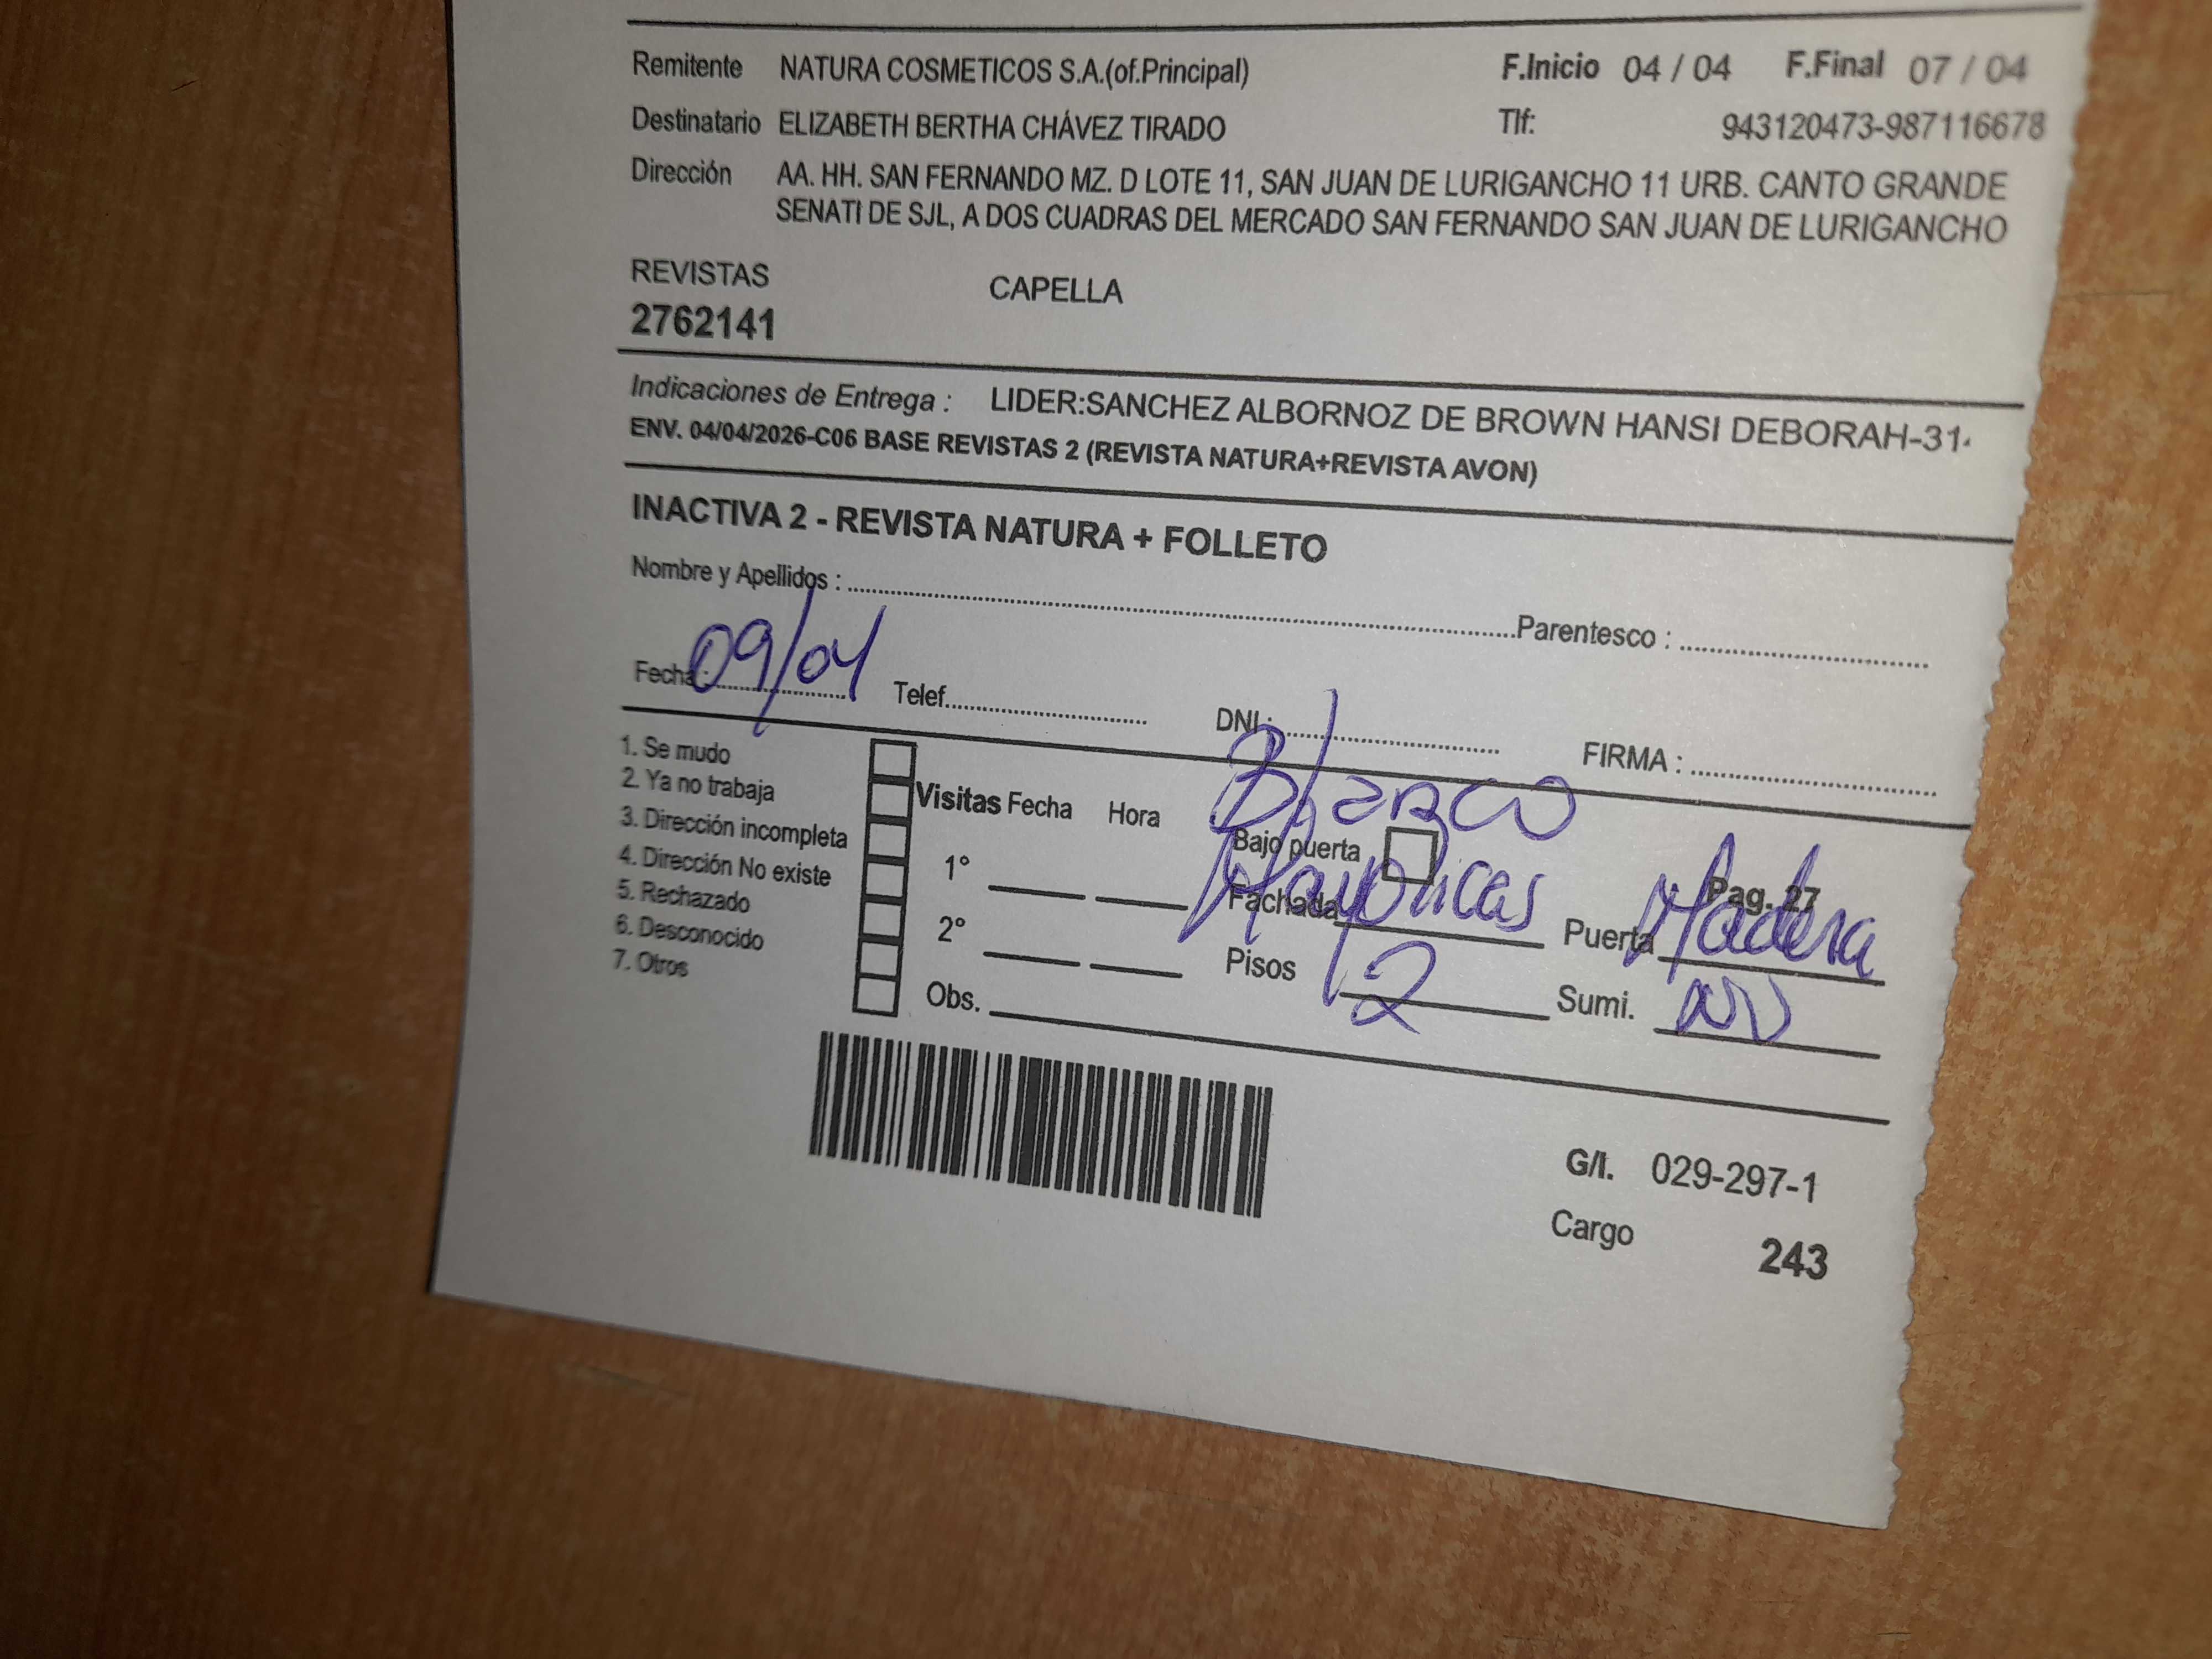 Remitente NATURA COSMETICOS S.A.(of.Principal) F.Inicio 04 / 04 F.Final 07 / 04
Destinatario ELIZABETH BERTHA CHÁVEZ TIRADO Tlf: 943120473-987116678
Dirección AA. HH. SAN FERNANDO MZ. D LOTE 11, SAN JUAN DE LURIGANCHO 11 URB. CANTO GRANDE
SENATI DE SJL, A DOS CUADRAS DEL MERCADO SAN FERNANDO SAN JUAN DE LURIGANCHO
REVISTAS CAPELLA
2762141
Indicaciones de Entrega : LIDER:SANCHEZ ALBORNOZ DE BROWN HANSI DEBORAH-31
ENV. 04/04/2026-C06 BASE REVISTAS 2 (REVISTA NATURA+REVISTA AVON)
INACTIVA 2 - REVISTA NATURA + FOLLETO
Nombre y Apellidos : Parentesco :
Fecha: 09/04 Telef. DNI : FIRMA :
1. Se mudo
2. Ya no trabaja
3. Dirección incompleta
4. Dirección No existe
5. Rechazado
6. Desconocido
7. Otros
Visitas Fecha Hora
1°
2°
Obs.
Blanco
Bajo puerta Pag. 27
Fachada Mayolicas Puerta Madera
Pisos 2 Sumi.
G/I. 029-297-1
Cargo 243